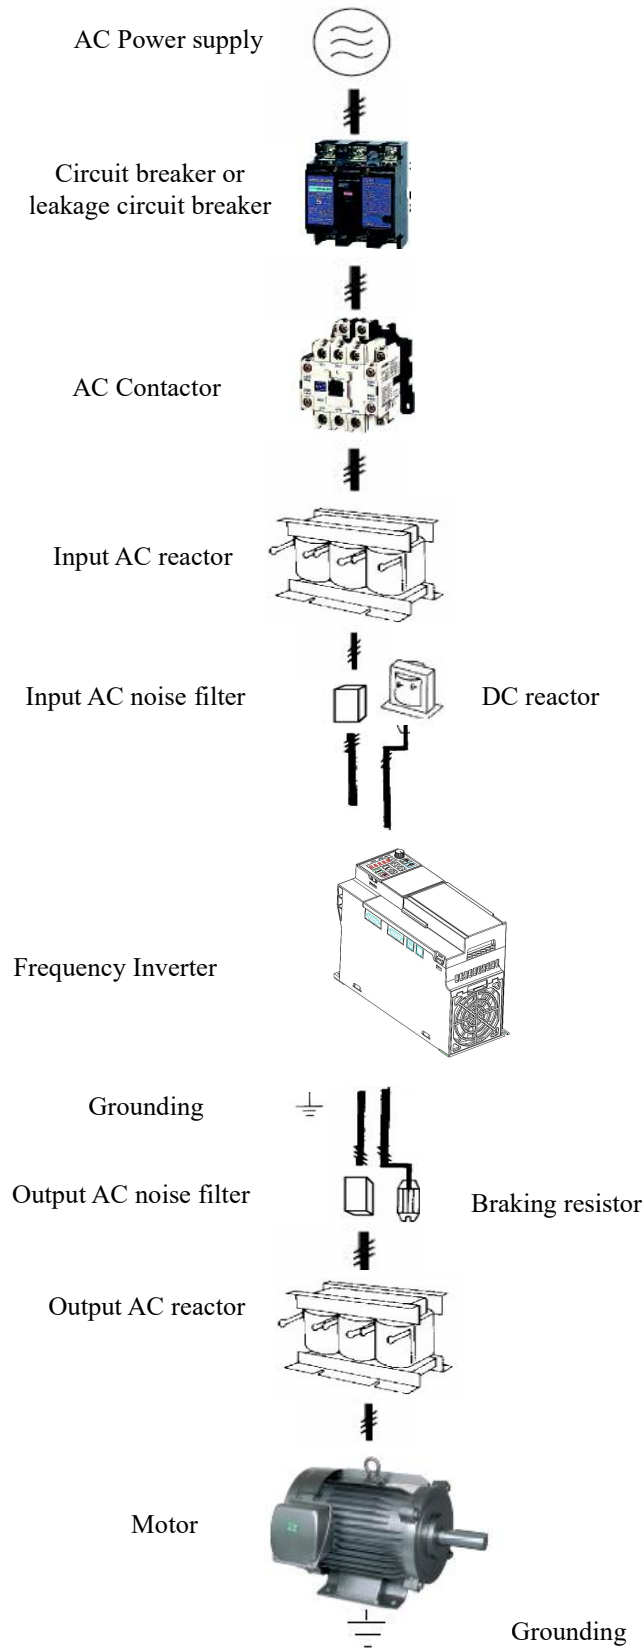 AC Power supply
Circuit breaker or
leakage circuit breaker
AC Contactor
Input AC reactor
Input AC noise filter
DC reactor
Frequency Inverter
Grounding
Output AC noise filter
Braking resistor
Output AC reactor
Motor
Grounding